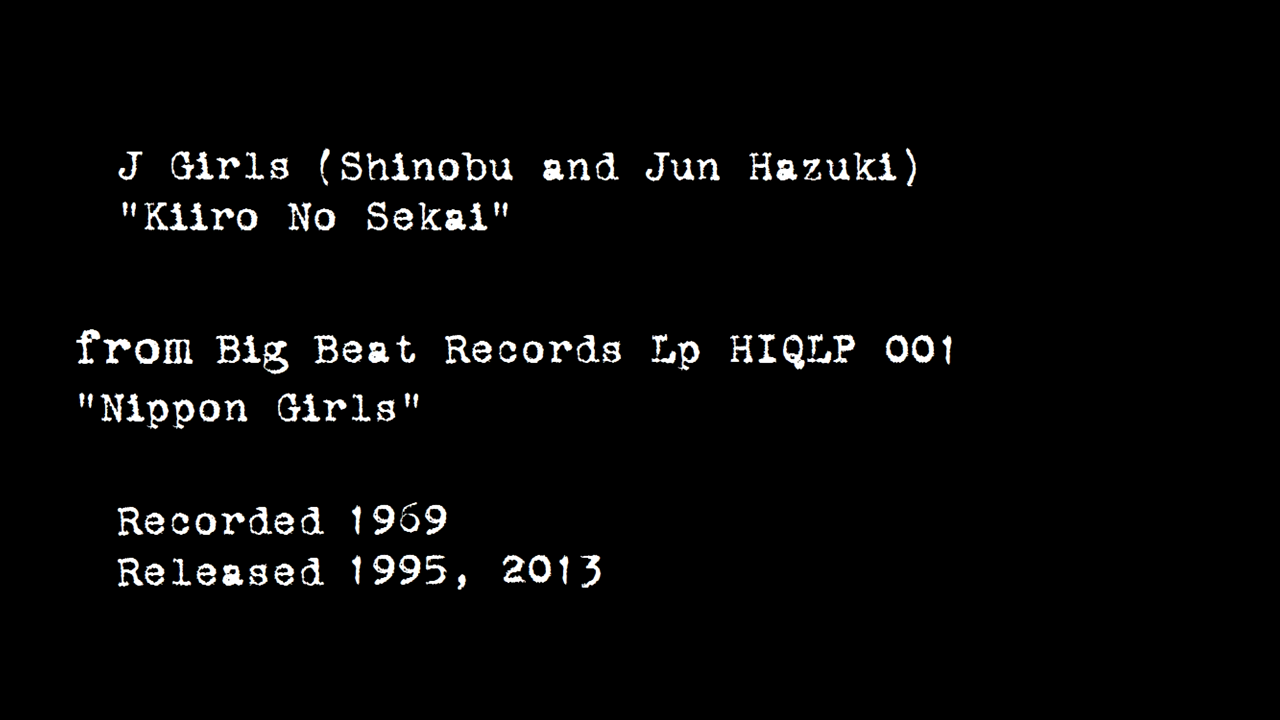 J Girls (Shinobu and Jun Hazuki)
"Kiiro No Sekai"
from Big Beat Records Lp HIQLP 001
"Nippon Girls"
Recorded 1969
Released 1995, 2013